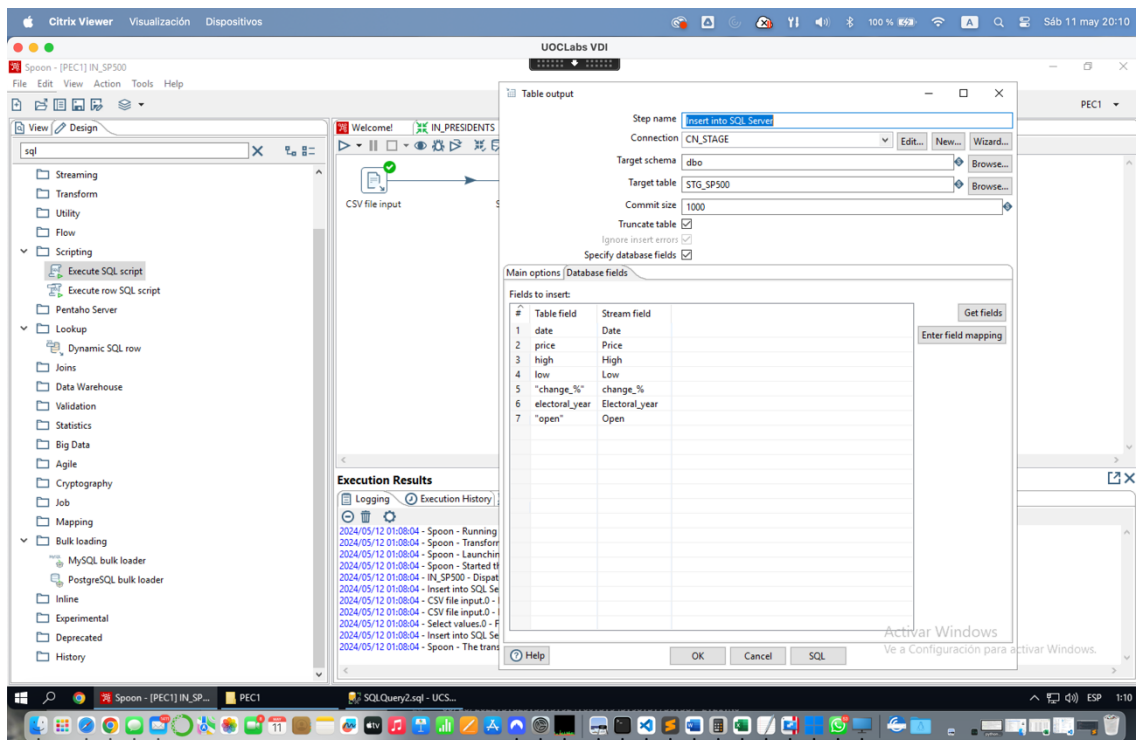 Citrix Viewer Visualización Dispositivos 100 % Sáb 11 may 20:10
UOCLabs VDI
Spoon - [PEC1] IN_SP500
File Edit View Action Tools Help
PEC1
View Design
sql
Streaming
Transform
Utility
Flow
Scripting
Execute SQL script
Execute row SQL script
Pentaho Server
Lookup
Dynamic SQL row
Joins
Data Warehouse
Validation
Statistics
Big Data
Agile
Cryptography
Job
Mapping
Bulk loading
MySQL bulk loader
PostgreSQL bulk loader
Inline
Experimental
Deprecated
History
Welcome! IN_PRESIDENTS
CSV file input
Execution Results
Logging Execution History
2024/05/12 01:08:04 - Spoon - Running
2024/05/12 01:08:04 - Spoon - Transfor
2024/05/12 01:08:04 - Spoon - Launchin
2024/05/12 01:08:04 - Spoon - Started th
2024/05/12 01:08:04 - IN_SP500 - Dispat
2024/05/12 01:08:04 - Insert into SQL Se
2024/05/12 01:08:04 - CSV file input.0 -
2024/05/12 01:08:04 - CSV file input.0 -
2024/05/12 01:08:04 - Select values.0 - F
2024/05/12 01:08:04 - Insert into SQL Se
2024/05/12 01:08:04 - Spoon - The trans
Table output
Step name Insert into SQL Server
Connection CN_STAGE Edit... New... Wizard...
Target schema dbo Browse...
Target table STG_SP500 Browse...
Commit size 1000
Truncate table
Ignore insert errors
Specify database fields
Main options Database fields
Fields to insert:
# Table field Stream field Get fields
1 date Date
Enter field mapping
2 price Price
3 high High
4 low Low
5 "change_%" change_%
6 electoral_year Electoral_year
7 "open" Open
Help OK Cancel SQL
Activar Windows
Ve a Configuración para activar Windows.
Spoon - [PEC1] IN_SP... PEC1 SQLQuery2.sql - UCS... ESP 1:10